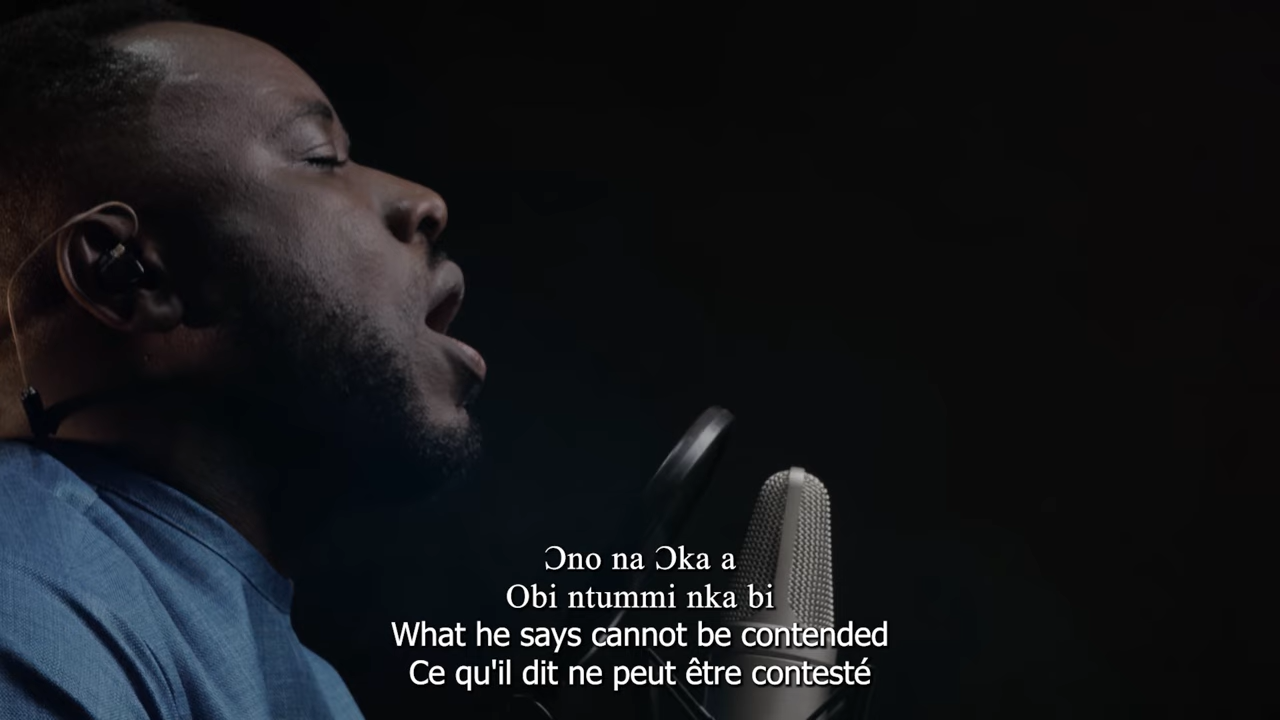 Ɔno na Ɔka a
Obi ntummi nka bi
What he says cannot be contended
Ce qu'il dit ne peut être contesté